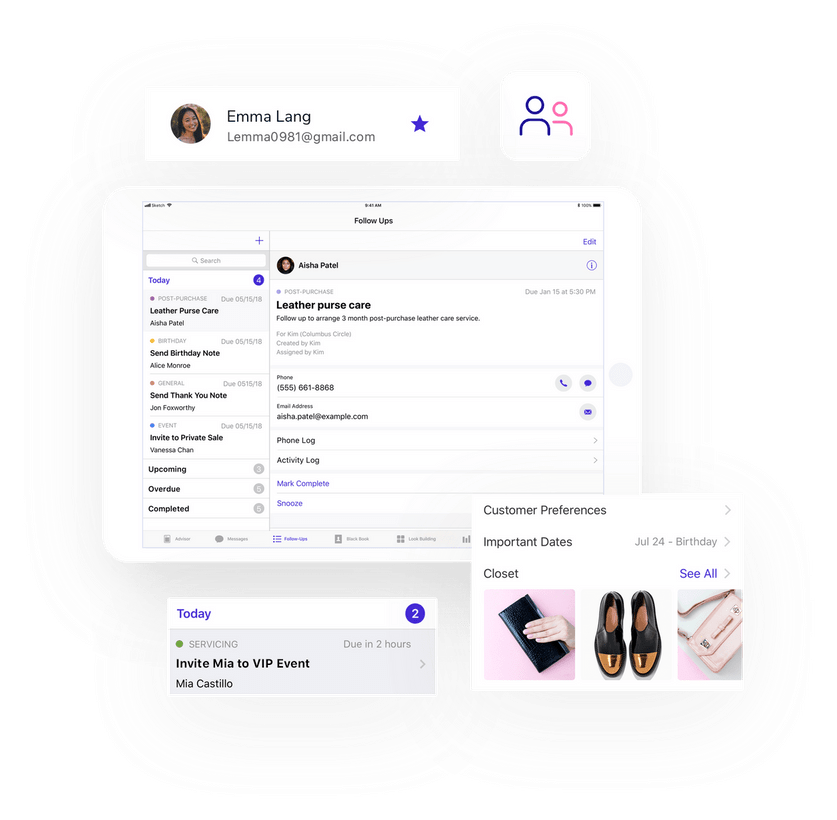 Emma Lang
Lemma0981@gmail.com
Sketch
9:41 AM
100%
Follow Ups
+
Edit
Search
Today 4
POST-PURCHASE Due 05/15/18
Leather Purse Care
Aisha Patel
BIRTHDAY Due 05/15/18
Send Birthday Note
Alice Monroe
GENERAL Due 0515/18
Send Thank You Note
Jon Foxworthy
EVENT Due 05/15/18
Invite to Private Sale
Vanessa Chan
Upcoming 3
Overdue 5
Completed 5
Aisha Patel
POST-PURCHASE Due Jan 15 at 5:30 PM
Leather purse care
Follow up to arrange 3 month post-purchase leather care service.
For Kim (Columbus Circle)
Created by Kim
Assigned by Kim
Phone
(555) 661-8868
Email Address
aisha.patel@example.com
Phone Log
Activity Log
Mark Complete
Snooze
Advisor
Messages
Follow-Ups
Black Book
Look Building
Customer Preferences
Important Dates Jul 24 - Birthday
Closet See All
Today 2
SERVICING Due in 2 hours
Invite Mia to VIP Event
Mia Castillo